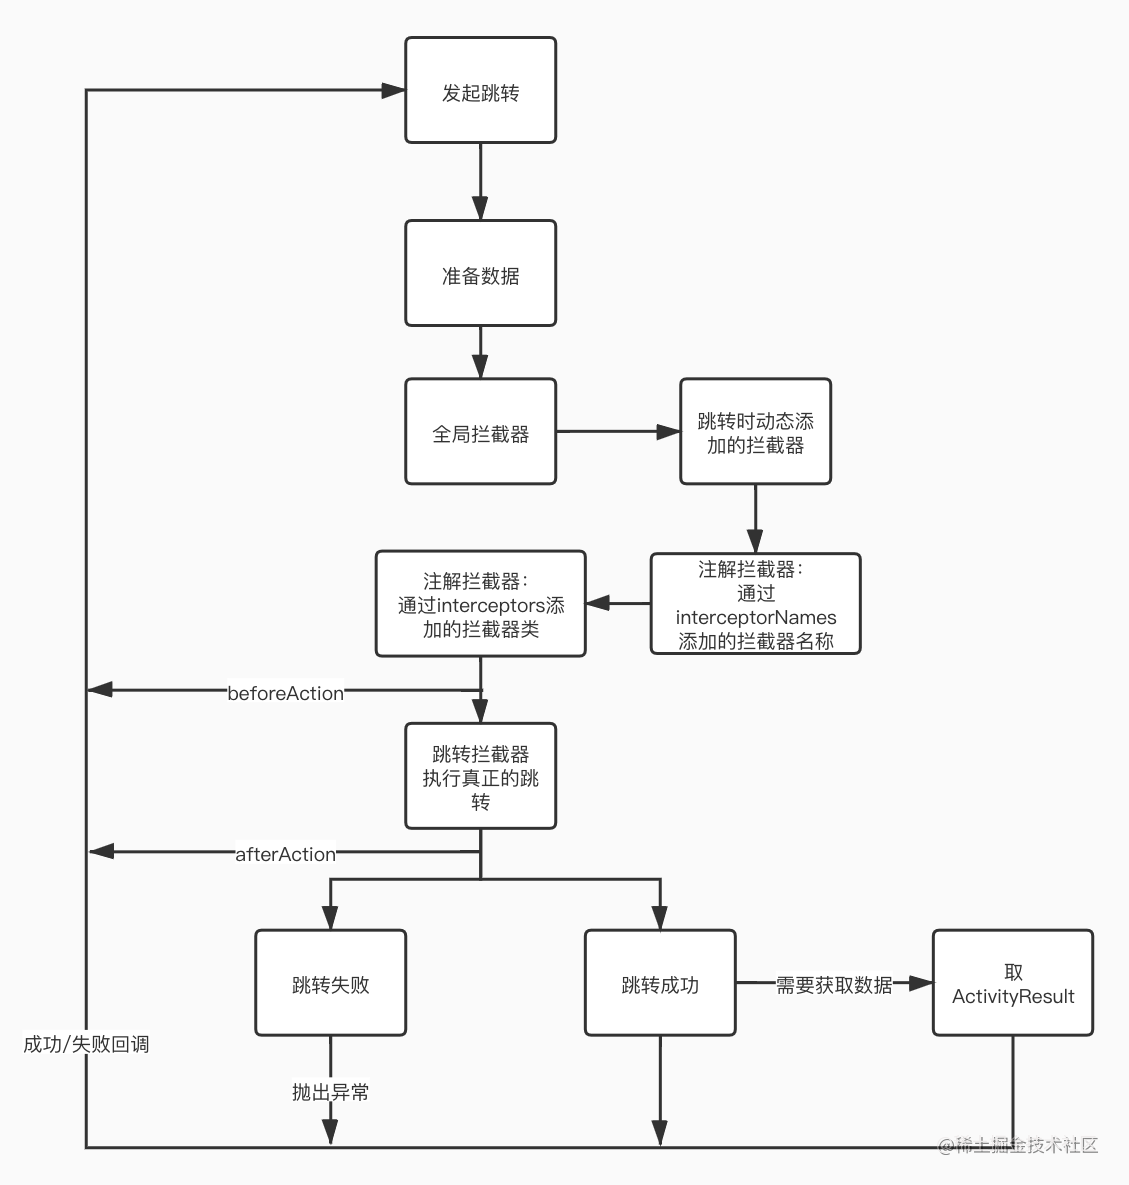 发起跳转
准备数据
全局拦截器
跳转时动态添
加的拦截器
注解拦截器：
通过
interceptorNames
添加的拦截器名称
注解拦截器：
通过interceptors添
加的拦截器类
beforeAction
跳转拦截器
执行真正的跳
转
afterAction
跳转失败
跳转成功
需要获取数据
取
ActivityResult
成功/失败回调
抛出异常
@稀土掘金技术社区